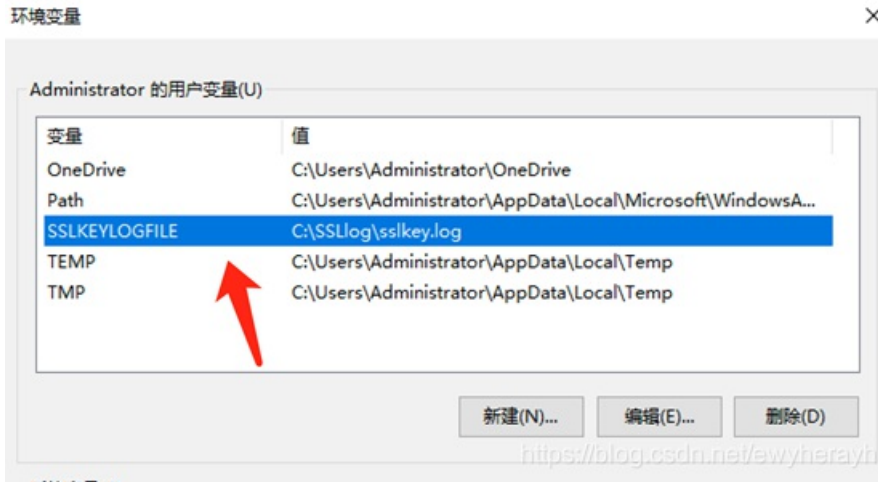 环境变量
Administrator 的用户变量(U)
变量 值
OneDrive C:\Users\Administrator\OneDrive
Path C:\Users\Administrator\AppData\Local\Microsoft\WindowsA...
SSLKEYLOGFILE C:\SSLlog\sslkey.log
TEMP C:\Users\Administrator\AppData\Local\Temp
TMP C:\Users\Administrator\AppData\Local\Temp
新建(N)... 编辑(E)... 删除(D)
https://blog.csdn.net/ewyherayh